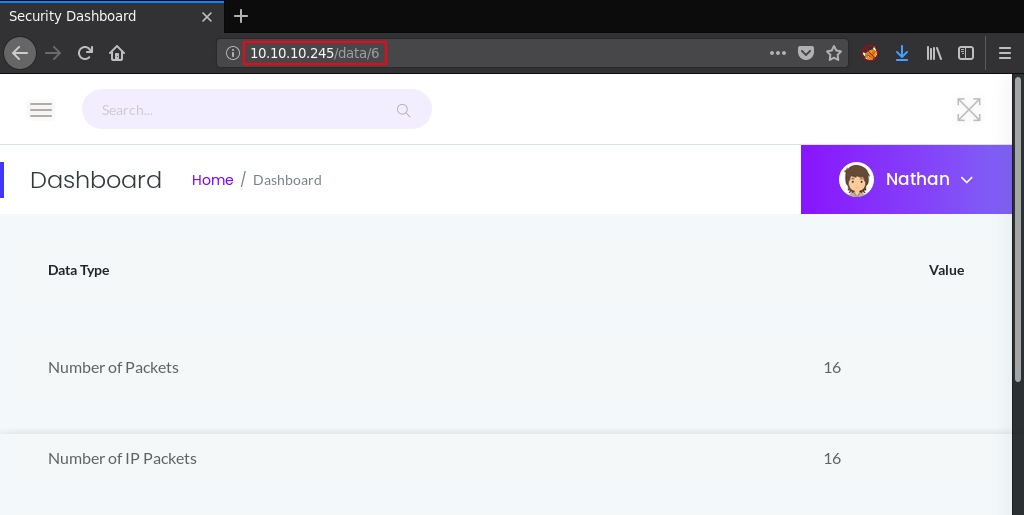 Security Dashboard
10.10.10.245/data/6
Search...
Dashboard Home / Dashboard Nathan
Data Type Value
Number of Packets 16
Number of IP Packets 16